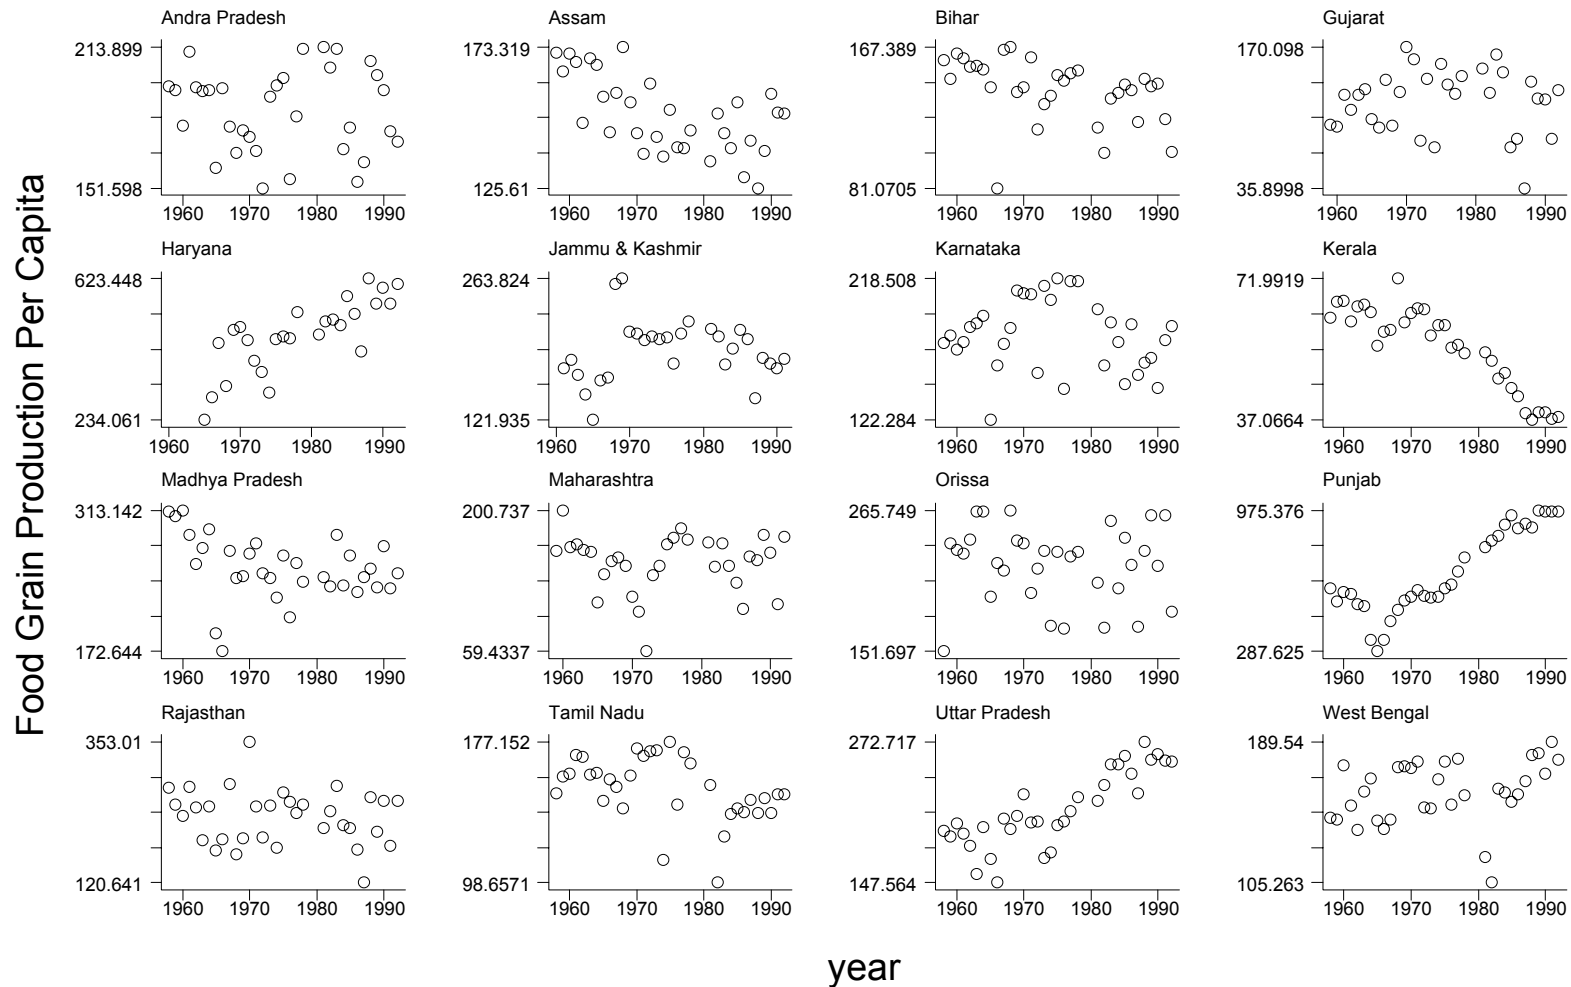 Food Grain Production Per Capita
Andra Pradesh
213.899
151.598
1960 1970 1980 1990
Assam
173.319
125.61
1960 1970 1980 1990
Bihar
167.389
81.0705
1960 1970 1980 1990
Gujarat
170.098
35.8998
1960 1970 1980 1990
Haryana
623.448
234.061
1960 1970 1980 1990
Jammu & Kashmir
263.824
121.935
1960 1970 1980 1990
Karnataka
218.508
122.284
1960 1970 1980 1990
Kerala
71.9919
37.0664
1960 1970 1980 1990
Madhya Pradesh
313.142
172.644
1960 1970 1980 1990
Maharashtra
200.737
59.4337
1960 1970 1980 1990
Orissa
265.749
151.697
1960 1970 1980 1990
Punjab
975.376
287.625
1960 1970 1980 1990
Rajasthan
353.01
120.641
1960 1970 1980 1990
Tamil Nadu
177.152
98.6571
1960 1970 1980 1990
Uttar Pradesh
272.717
147.564
1960 1970 1980 1990
West Bengal
189.54
105.263
1960 1970 1980 1990
year